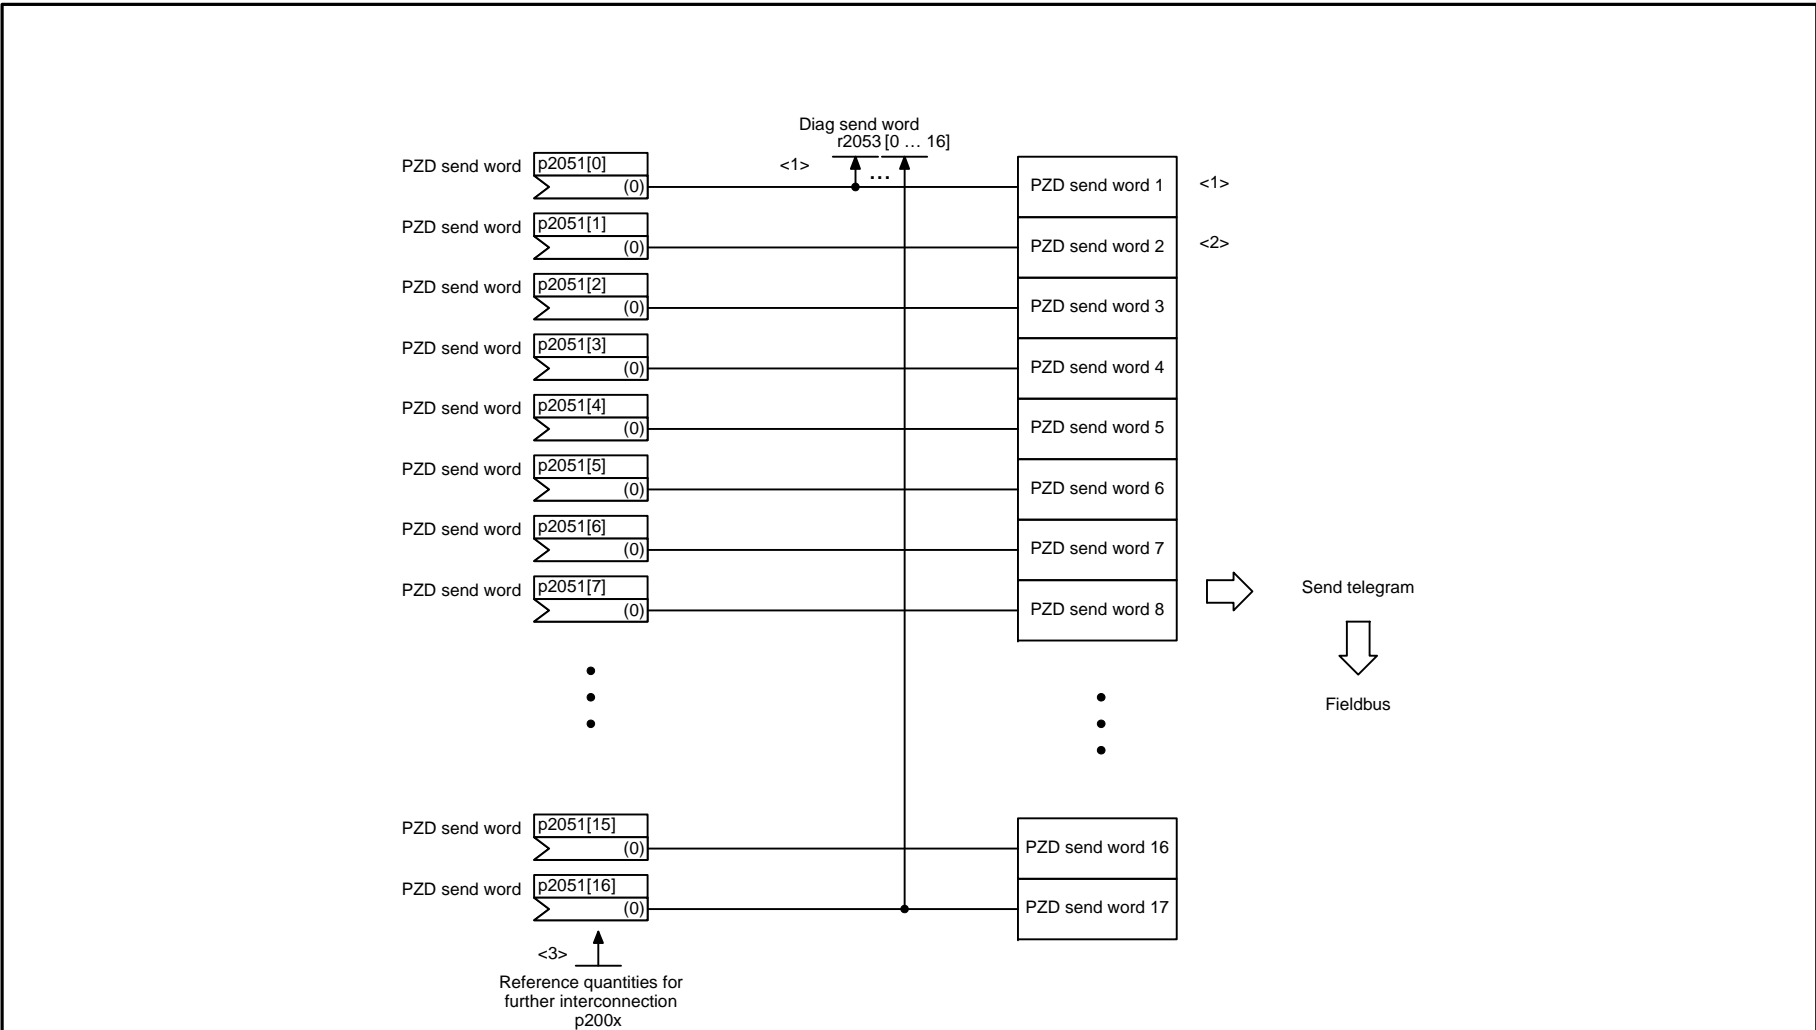 Diag send word
r2053 [0 … 16]
PZD send word p2051[0] <1> … PZD send word 1 <1>
(0)
PZD send word p2051[1] PZD send word 2 <2>
(0)
PZD send word p2051[2] PZD send word 3
(0)
PZD send word p2051[3] PZD send word 4
(0)
PZD send word p2051[4] PZD send word 5
(0)
PZD send word p2051[5] PZD send word 6
(0)
PZD send word p2051[6] PZD send word 7
(0)
PZD send word p2051[7] PZD send word 8
(0)
Send telegram
Fieldbus
PZD send word p2051[15] PZD send word 16
(0)
PZD send word p2051[16] PZD send word 17
(0)
<3>
Reference quantities for
further interconnection
p200x